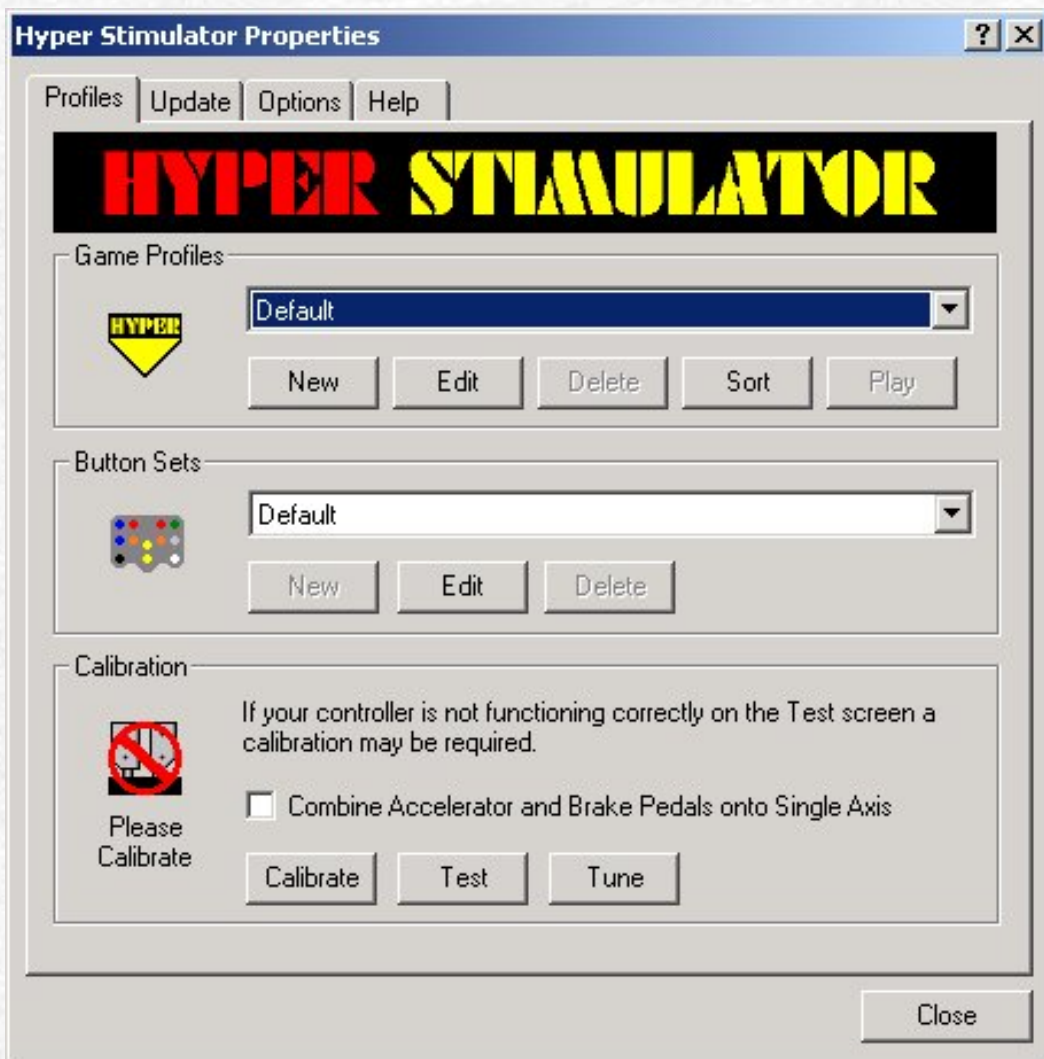 Hyper Stimulator Properties
?
Profiles Update Options Help
HYPER STIMULATOR
Game Profiles
HYPER
Default
New Edit Delete Sort Play
Button Sets
Default
New Edit Delete
Calibration
If your controller is not functioning correctly on the Test screen a
calibration may be required.
Combine Accelerator and Brake Pedals onto Single Axis
Please
Calibrate
Calibrate Test Tune
Close